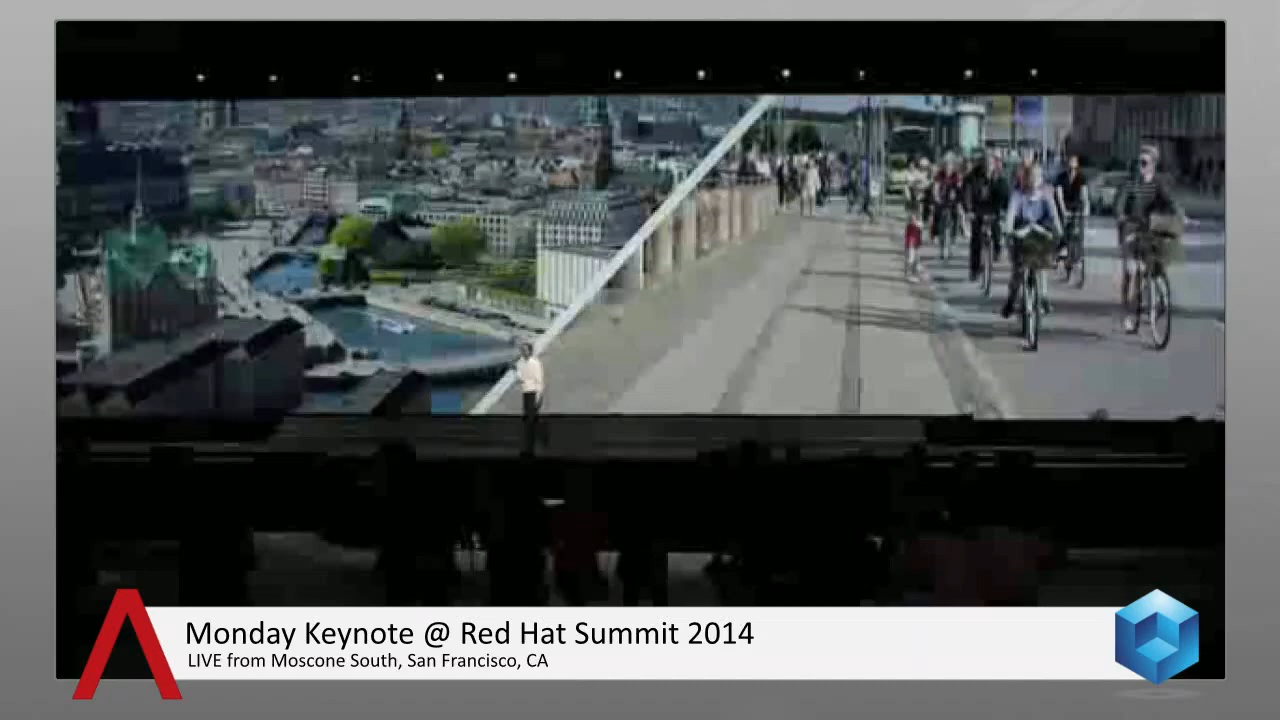 Monday Keynote @ Red Hat Summit 2014
LIVE from Moscone South, San Francisco, CA